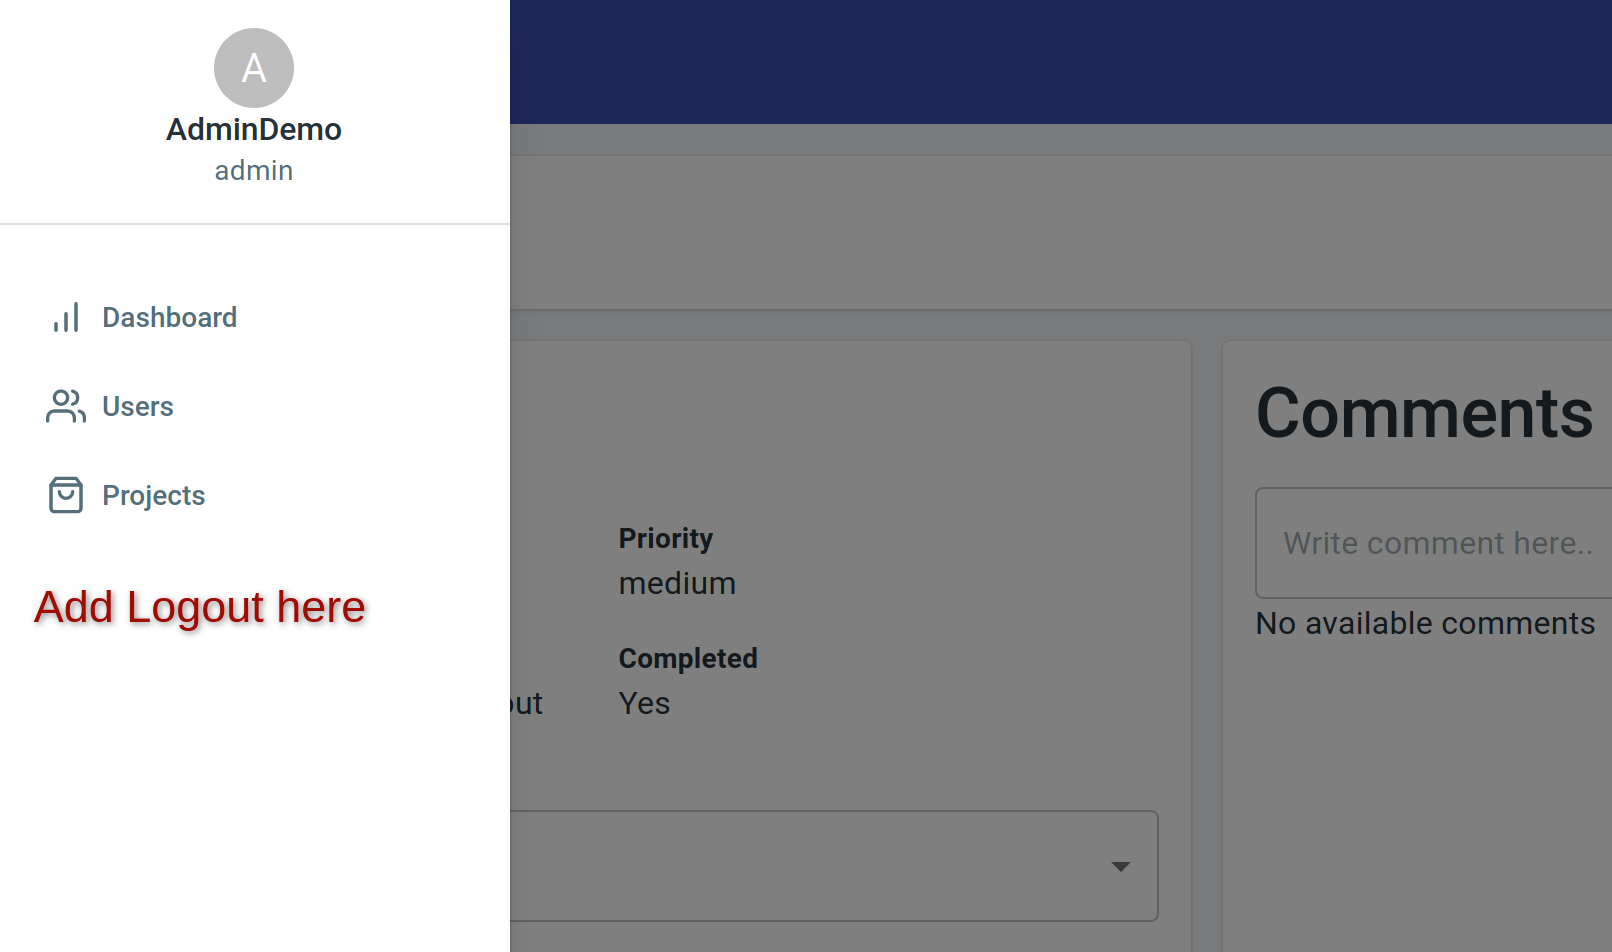 A
AdminDemo
admin
Dashboard
Users
Projects
Add Logout here
Priority
medium
Completed
out
Yes
Comments
Write comment here..
No available comments